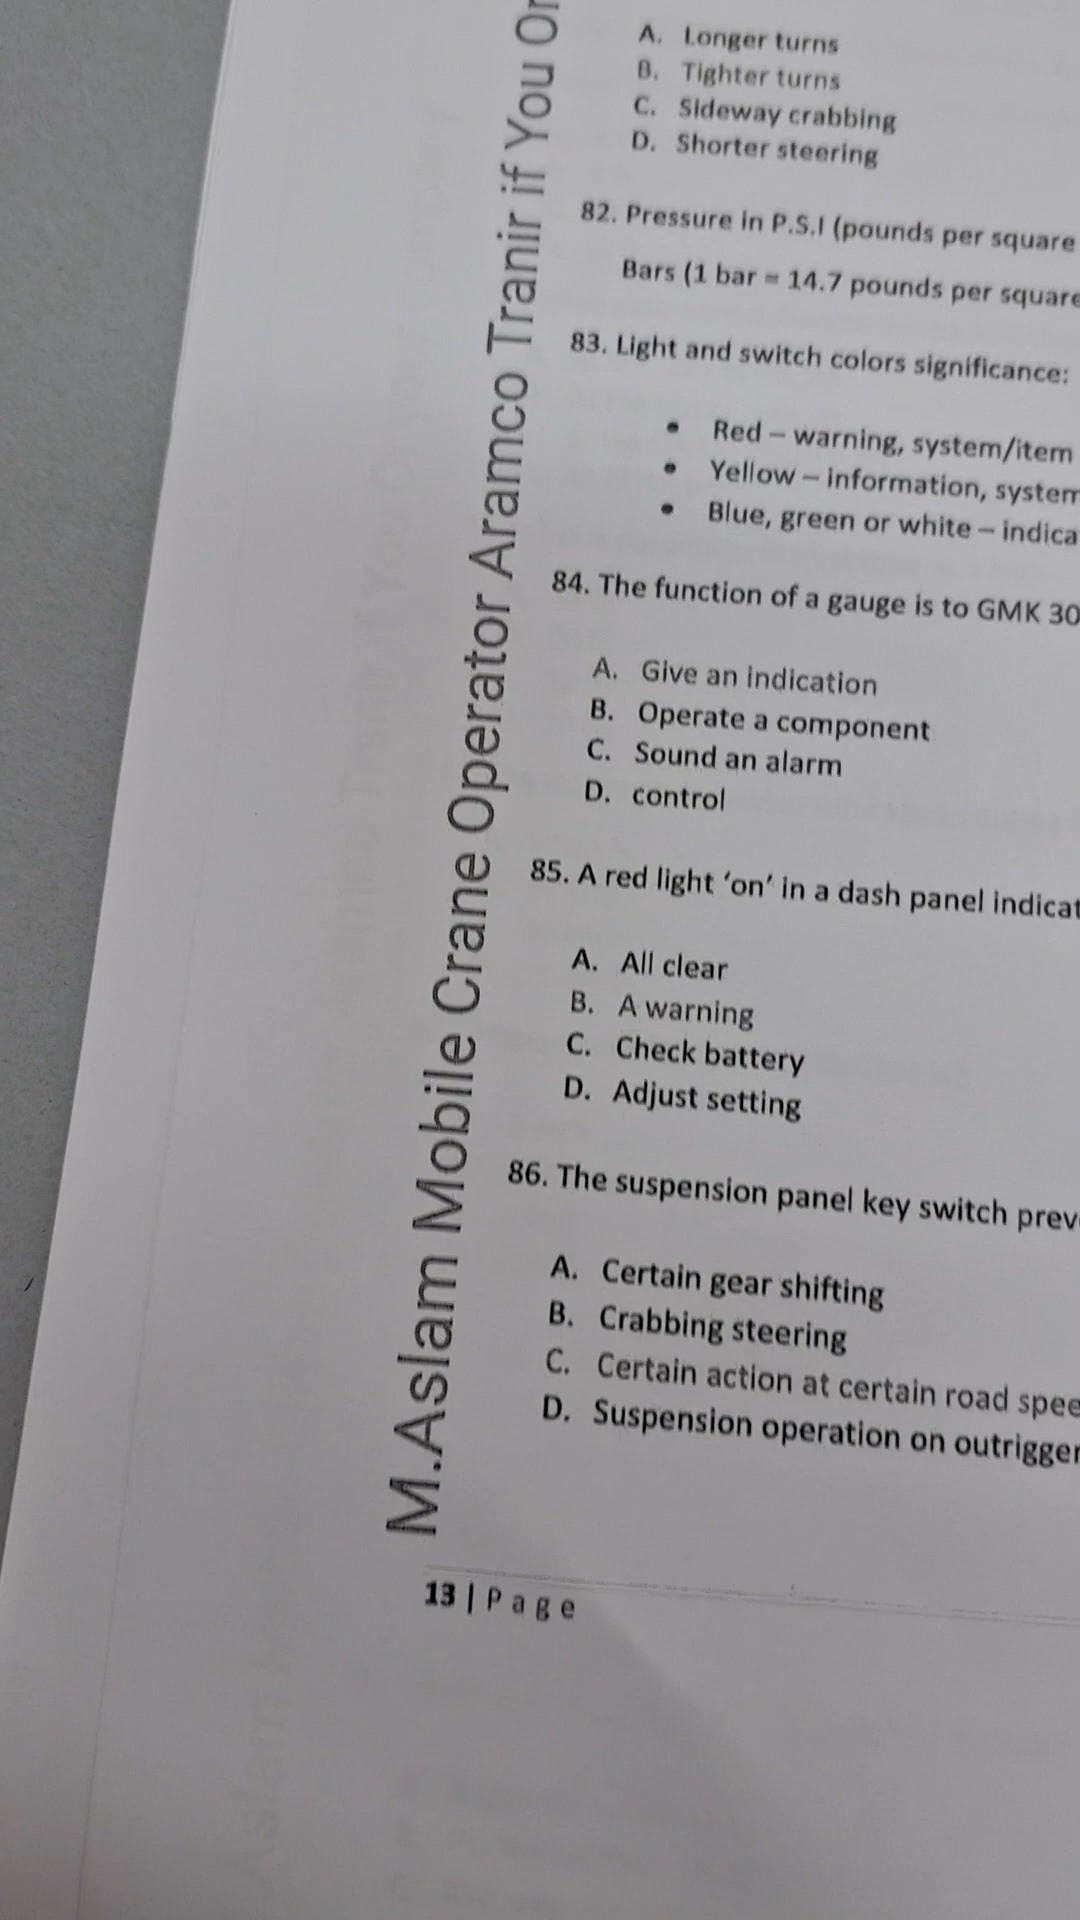 A. Longer turns
B. Tighter turns
C. Sideway crabbing
D. Shorter steering
82. Pressure in P.S.I (pounds per square
Bars (1 bar = 14.7 pounds per square
83. Light and switch colors significance:
• Red – warning, system/item
• Yellow – information, system
• Blue, green or white – indica
84. The function of a gauge is to GMK 30
A. Give an indication
B. Operate a component
C. Sound an alarm
D. control
85. A red light ‘on’ in a dash panel indicat
A. All clear
B. A warning
C. Check battery
D. Adjust setting
86. The suspension panel key switch prev
A. Certain gear shifting
B. Crabbing steering
C. Certain action at certain road spee
D. Suspension operation on outrigger
M.Aslam Mobile Crane Operator Aramco Tranir if You
13 | P a g e